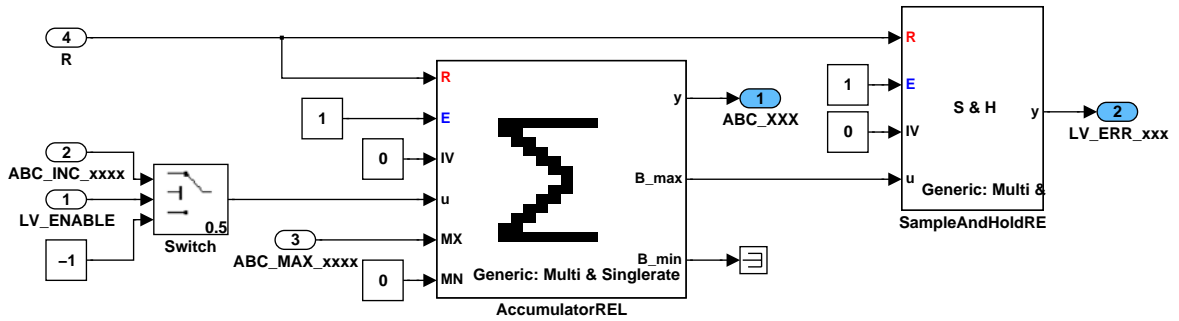 4
R
2
ABC_INC_xxxx
1
LV_ENABLE
−1
0.5
Switch
1
0
3
ABC_MAX_xxxx
0
R
E
IV
u
MX
MN
y
B_max
B_min
Generic: Multi & Singlerate
AccumulatorREL
1
ABC_XXX
1
0
R
E
IV
u
S & H
y
Generic: Multi &
SampleAndHoldRE
2
LV_ERR_xxx